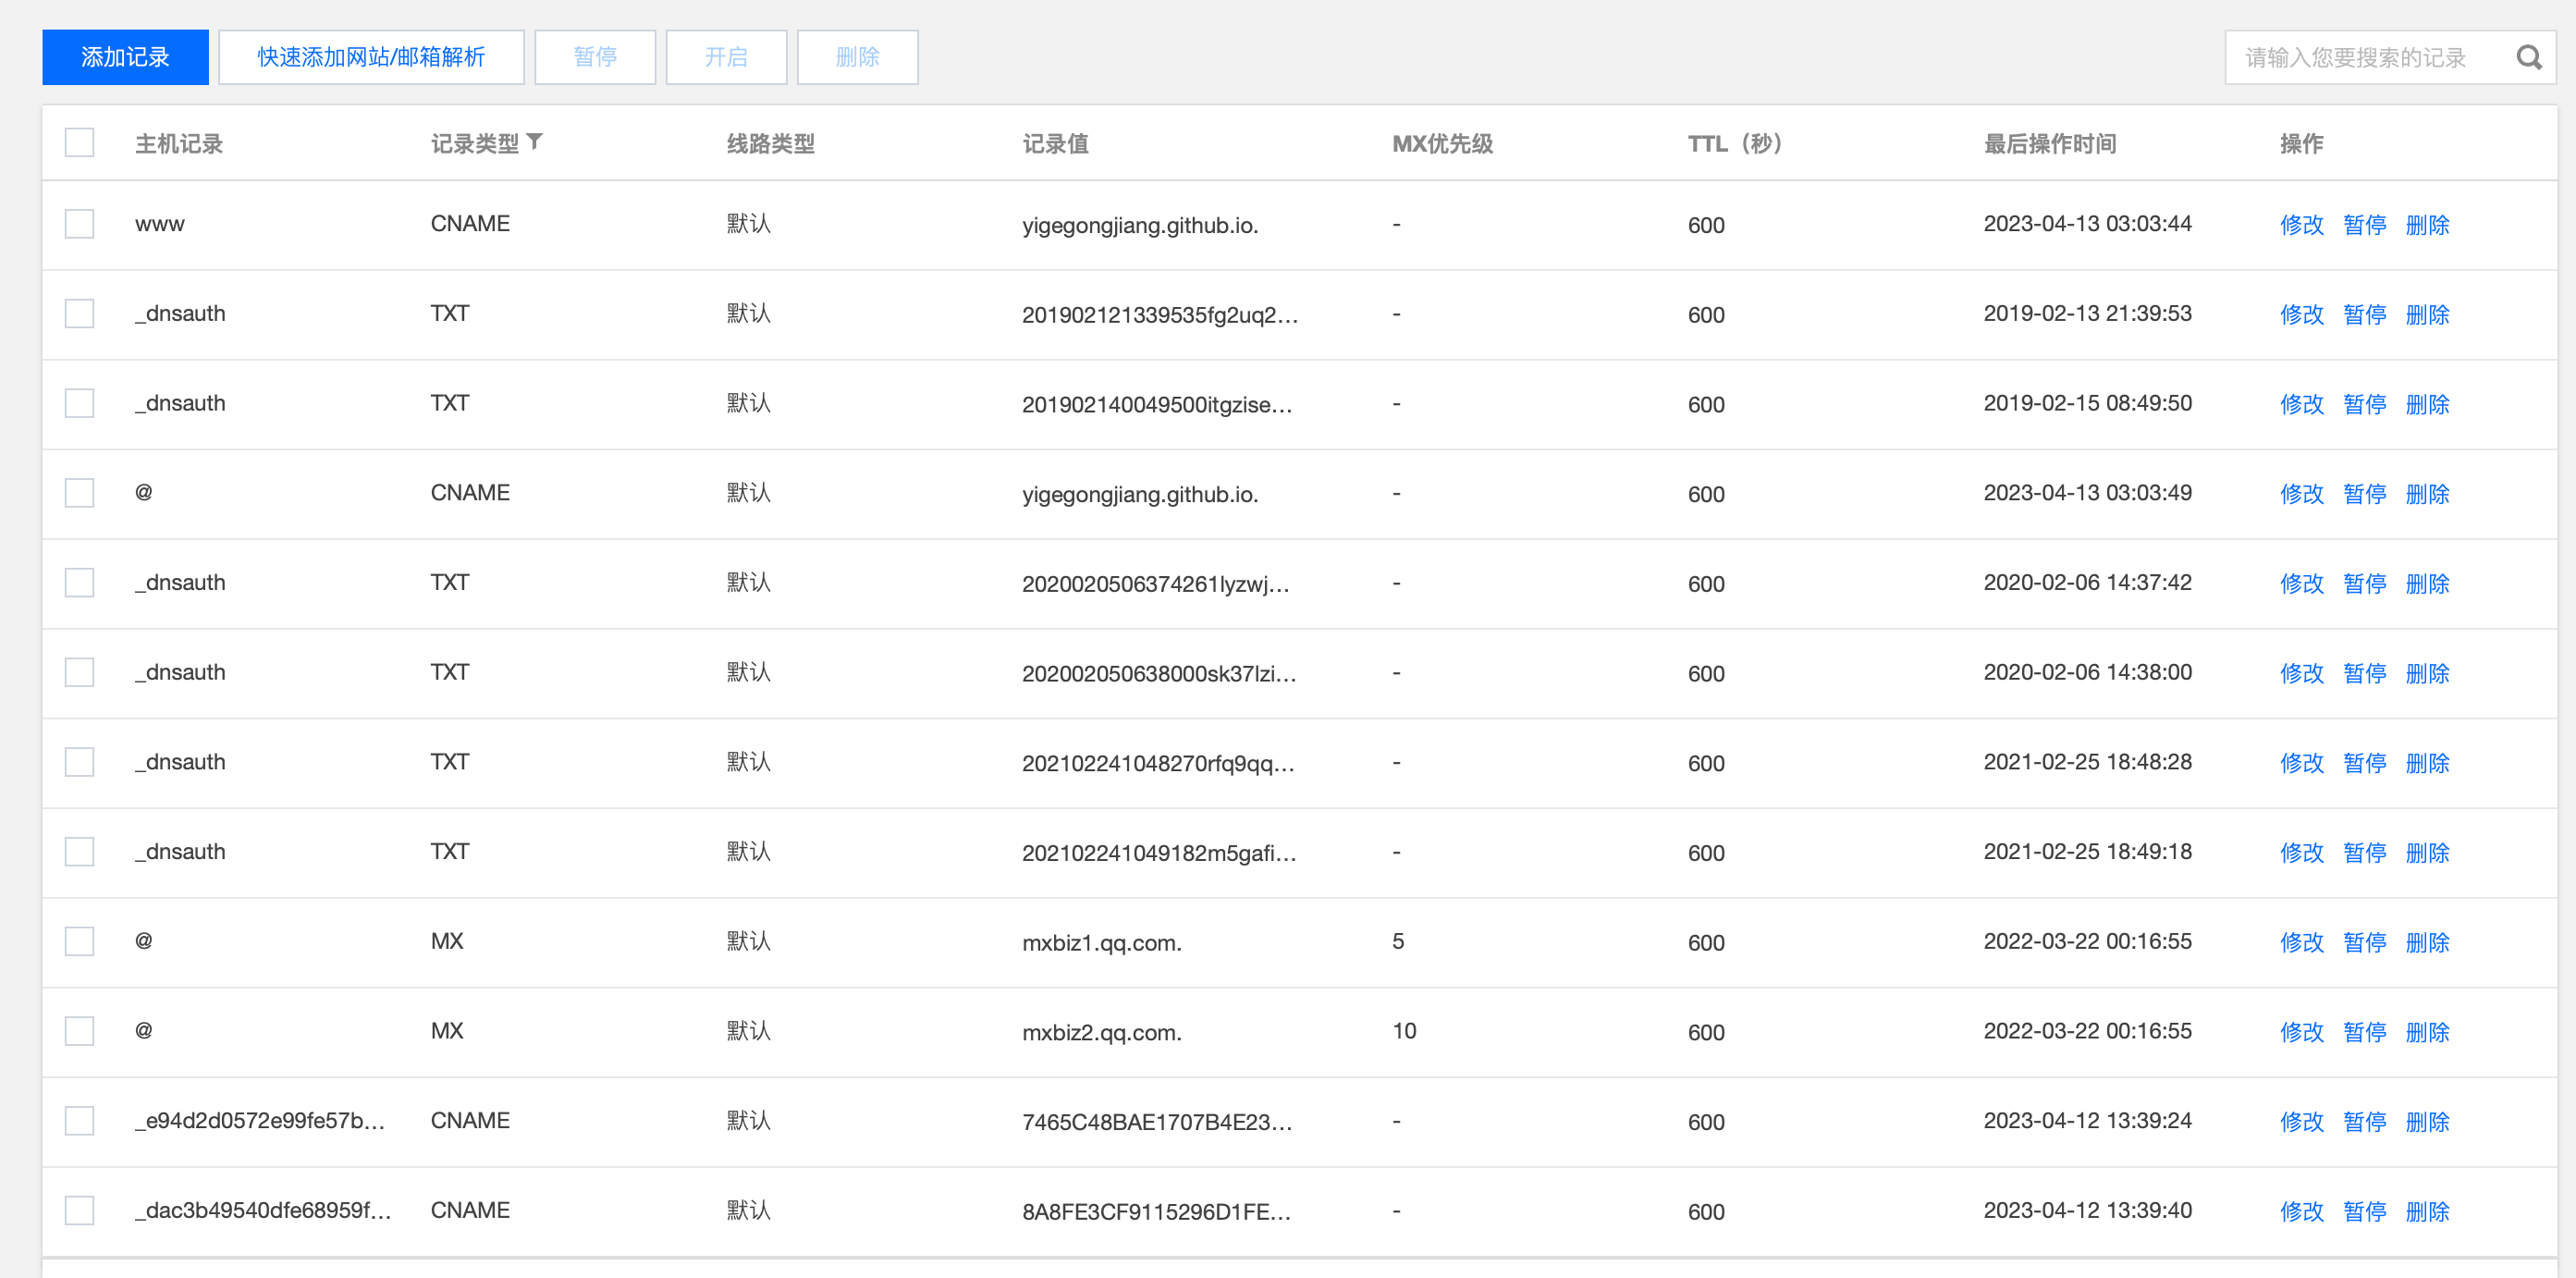 添加记录 快速添加网站/邮箱解析 暂停 开启 删除 请输入您要搜索的记录
主机记录 记录类型 线路类型 记录值 MX优先级 TTL（秒） 最后操作时间 操作
www CNAME 默认 yigegongjiang.github.io. - 600 2023-04-13 03:03:44 修改 暂停 删除
_dnsauth TXT 默认 201902121339535fg2uq2... - 600 2019-02-13 21:39:53 修改 暂停 删除
_dnsauth TXT 默认 201902140049500itgzise... - 600 2019-02-15 08:49:50 修改 暂停 删除
@ CNAME 默认 yigegongjiang.github.io. - 600 2023-04-13 03:03:49 修改 暂停 删除
_dnsauth TXT 默认 2020020506374261lyzwj... - 600 2020-02-06 14:37:42 修改 暂停 删除
_dnsauth TXT 默认 202002050638000sk37lzi... - 600 2020-02-06 14:38:00 修改 暂停 删除
_dnsauth TXT 默认 202102241048270rfq9qq... - 600 2021-02-25 18:48:28 修改 暂停 删除
_dnsauth TXT 默认 202102241049182m5gafi... - 600 2021-02-25 18:49:18 修改 暂停 删除
@ MX 默认 mxbiz1.qq.com. 5 600 2022-03-22 00:16:55 修改 暂停 删除
@ MX 默认 mxbiz2.qq.com. 10 600 2022-03-22 00:16:55 修改 暂停 删除
_e94d2d0572e99fe57b... CNAME 默认 7465C48BAE1707B4E23... - 600 2023-04-12 13:39:24 修改 暂停 删除
_dac3b49540dfe68959f... CNAME 默认 8A8FE3CF9115296D1FE... - 600 2023-04-12 13:39:40 修改 暂停 删除